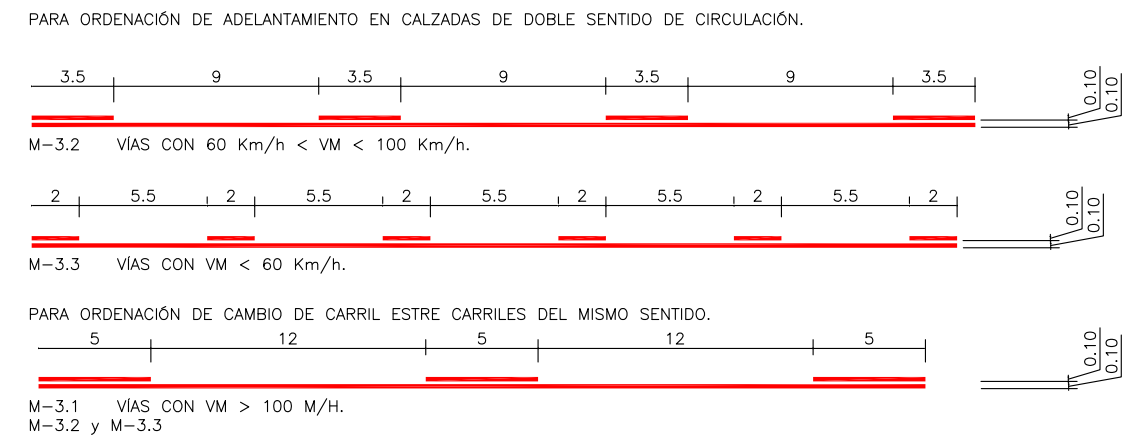 PARA ORDENACIÓN DE ADELANTAMIENTO EN CALZADAS DE DOBLE SENTIDO DE CIRCULACIÓN.
3.5 9 3.5 9 3.5 9 3.5
0.10
0.10
M-3.2 VÍAS CON 60 Km/h < VM < 100 Km/h.
2 5.5 2 5.5 2 5.5 2 5.5 2 5.5 2
0.10
0.10
M-3.3 VÍAS CON VM < 60 Km/h.
PARA ORDENACIÓN DE CAMBIO DE CARRIL ESTRE CARRILES DEL MISMO SENTIDO.
5 12 5 12 5
0.10
0.10
M-3.1 VÍAS CON VM > 100 M/H.
M-3.2 y M-3.3